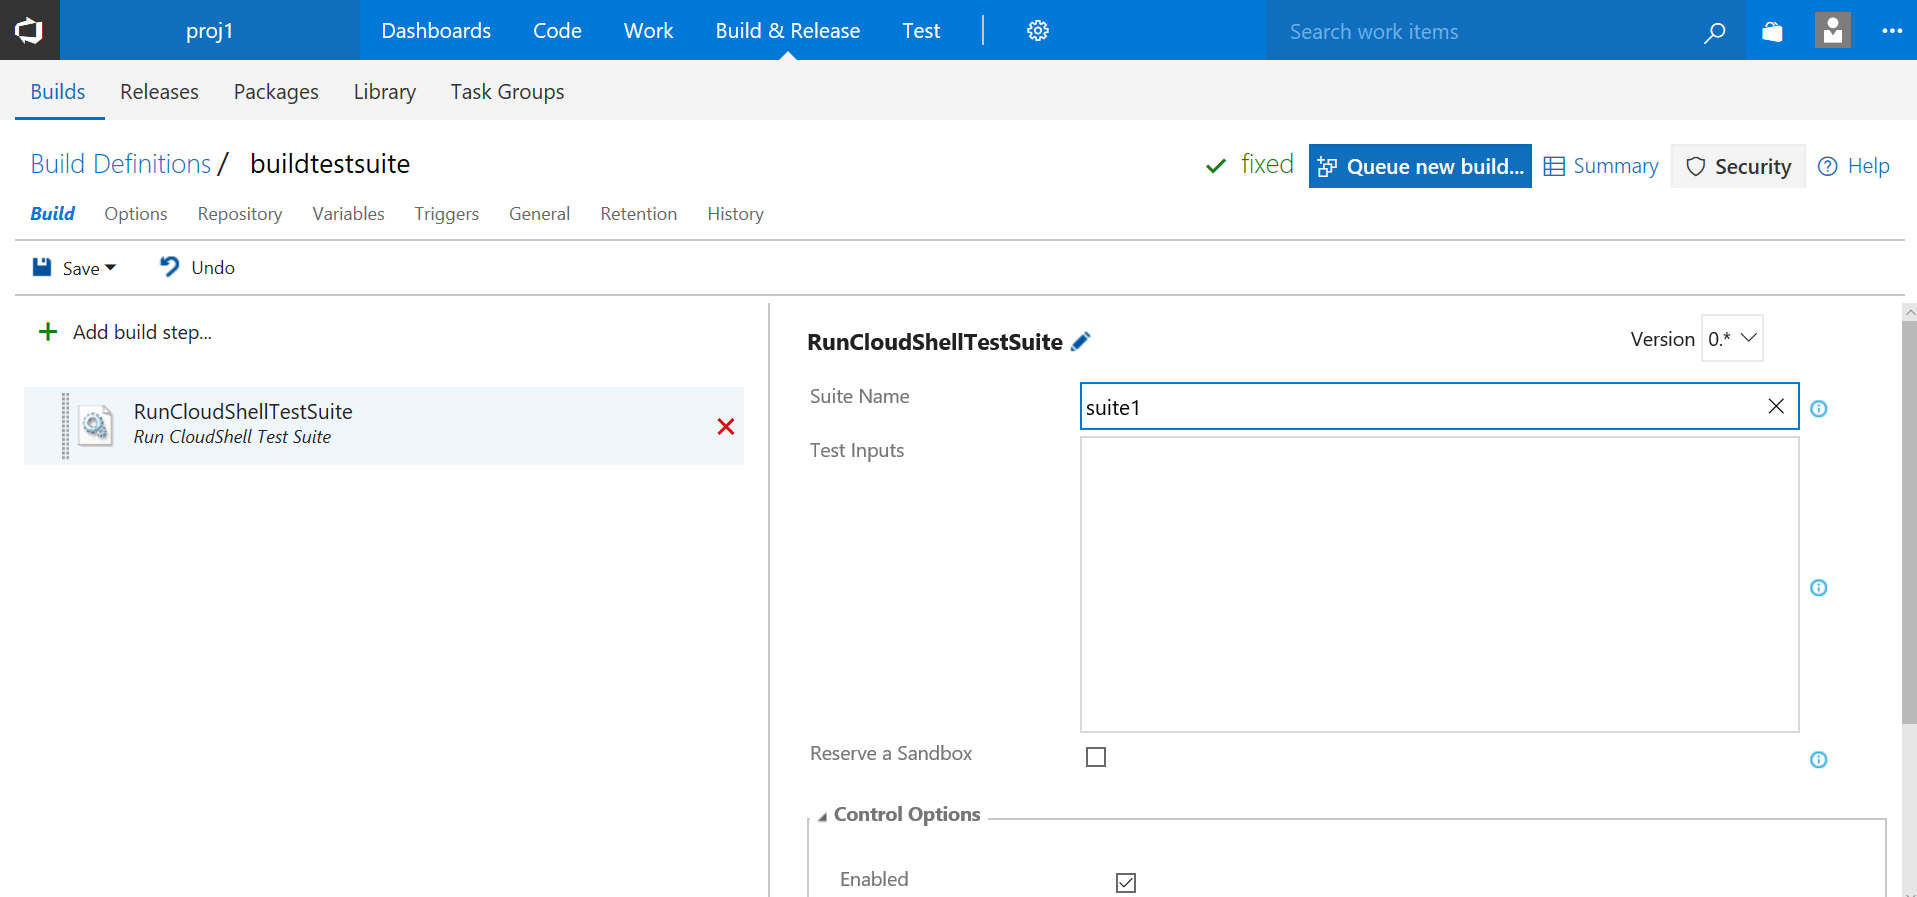 proj1 Dashboards Code Work Build & Release Test Search work items
Builds Releases Packages Library Task Groups
Build Definitions / buildtestsuite fixed Queue new build... Summary Security Help
Build Options Repository Variables Triggers General Retention History
Save Undo
Add build step...
RunCloudShellTestSuite
Run CloudShell Test Suite
RunCloudShellTestSuite Version 0.*
Suite Name suite1
Test Inputs
Reserve a Sandbox
Control Options
Enabled